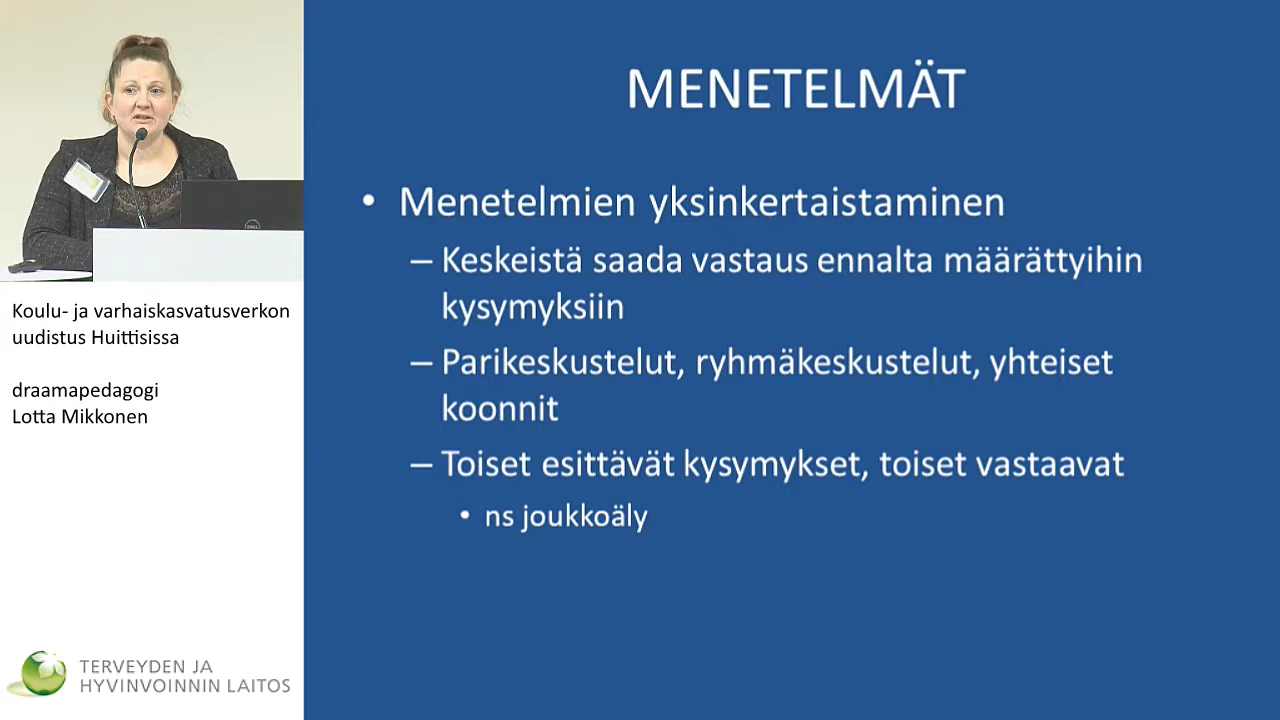 MENETELMÄT
• Menetelmien yksinkertaistaminen
– Keskeistä saada vastaus ennalta määrättyihin
kysymyksiin
– Parikeskustelut, ryhmäkeskustelut, yhteiset
koonnit
– Toiset esittävät kysymykset, toiset vastaavat
• ns joukkoäly
Koulu- ja varhaiskasvatusverkon
uudistus Huittisissa
draamapedagogi
Lotta Mikkonen
TERVEYDEN JA
HYVINVOINNIN LAITOS